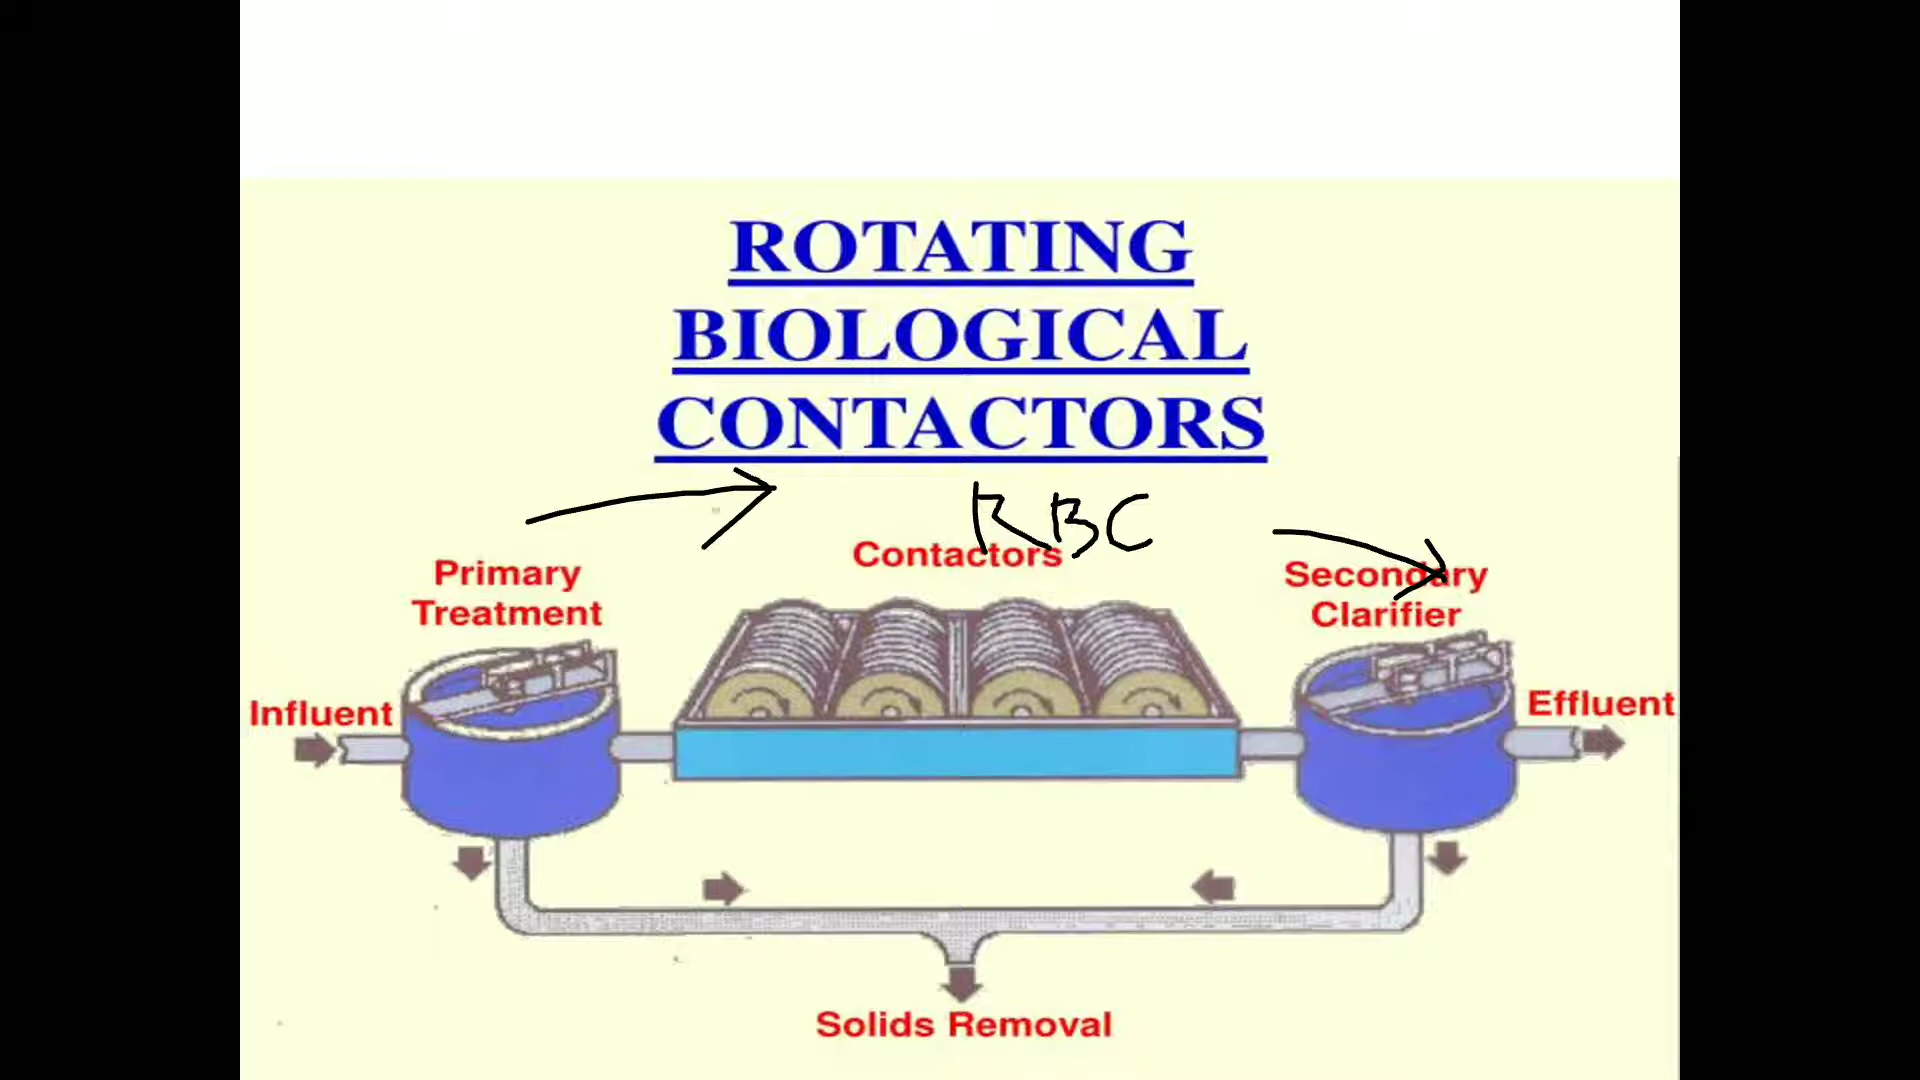 ROTATING
BIOLOGICAL
CONTACTORS
RBC
Contactors
Primary
Treatment
Secondary
Clarifier
Influent
Effluent
Solids Removal